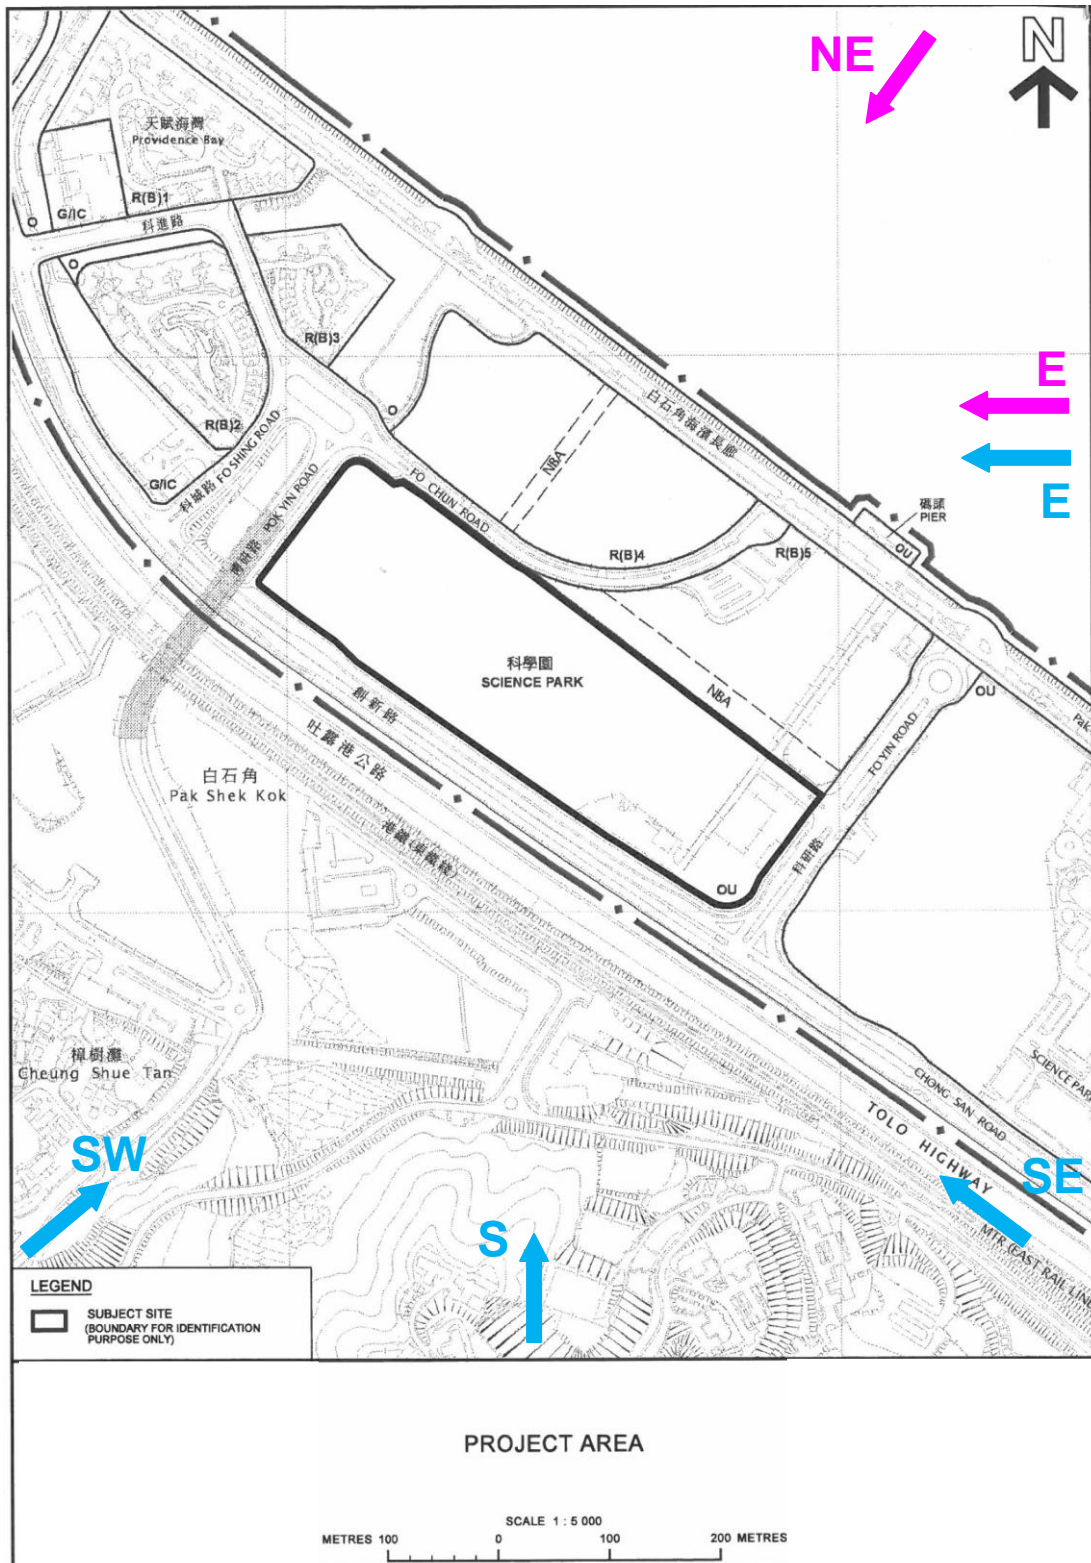 NE
N
天賦海灣
Providence Bay
R(B)1
G/IC
O
科進路
O
R(B)3
E
R(B)2
O
白石角海濱長廊
NBA
科城路 FO SHING ROAD
G/IC
POK YIN ROAD
FO CHUN ROAD
E
碼頭
PIER
R(B)4
R(B)5
OU
科學園
SCIENCE PARK
NBA
OU
創新路
吐露港公路
FO YIN ROAD
白石角
Pak Shek Kok
科研路
OU
樟樹灘
Cheung Shue Tan
SCIENCE PAR
CHONG SAN ROAD
TOLO HIGHWAY
SW
SE
S
MTR (EAST RAIL LIN
LEGEND
SUBJECT SITE
(BOUNDARY FOR IDENTIFICATION
PURPOSE ONLY)
PROJECT AREA
SCALE 1 : 5 000
METRES 100 0 100 200 METRES